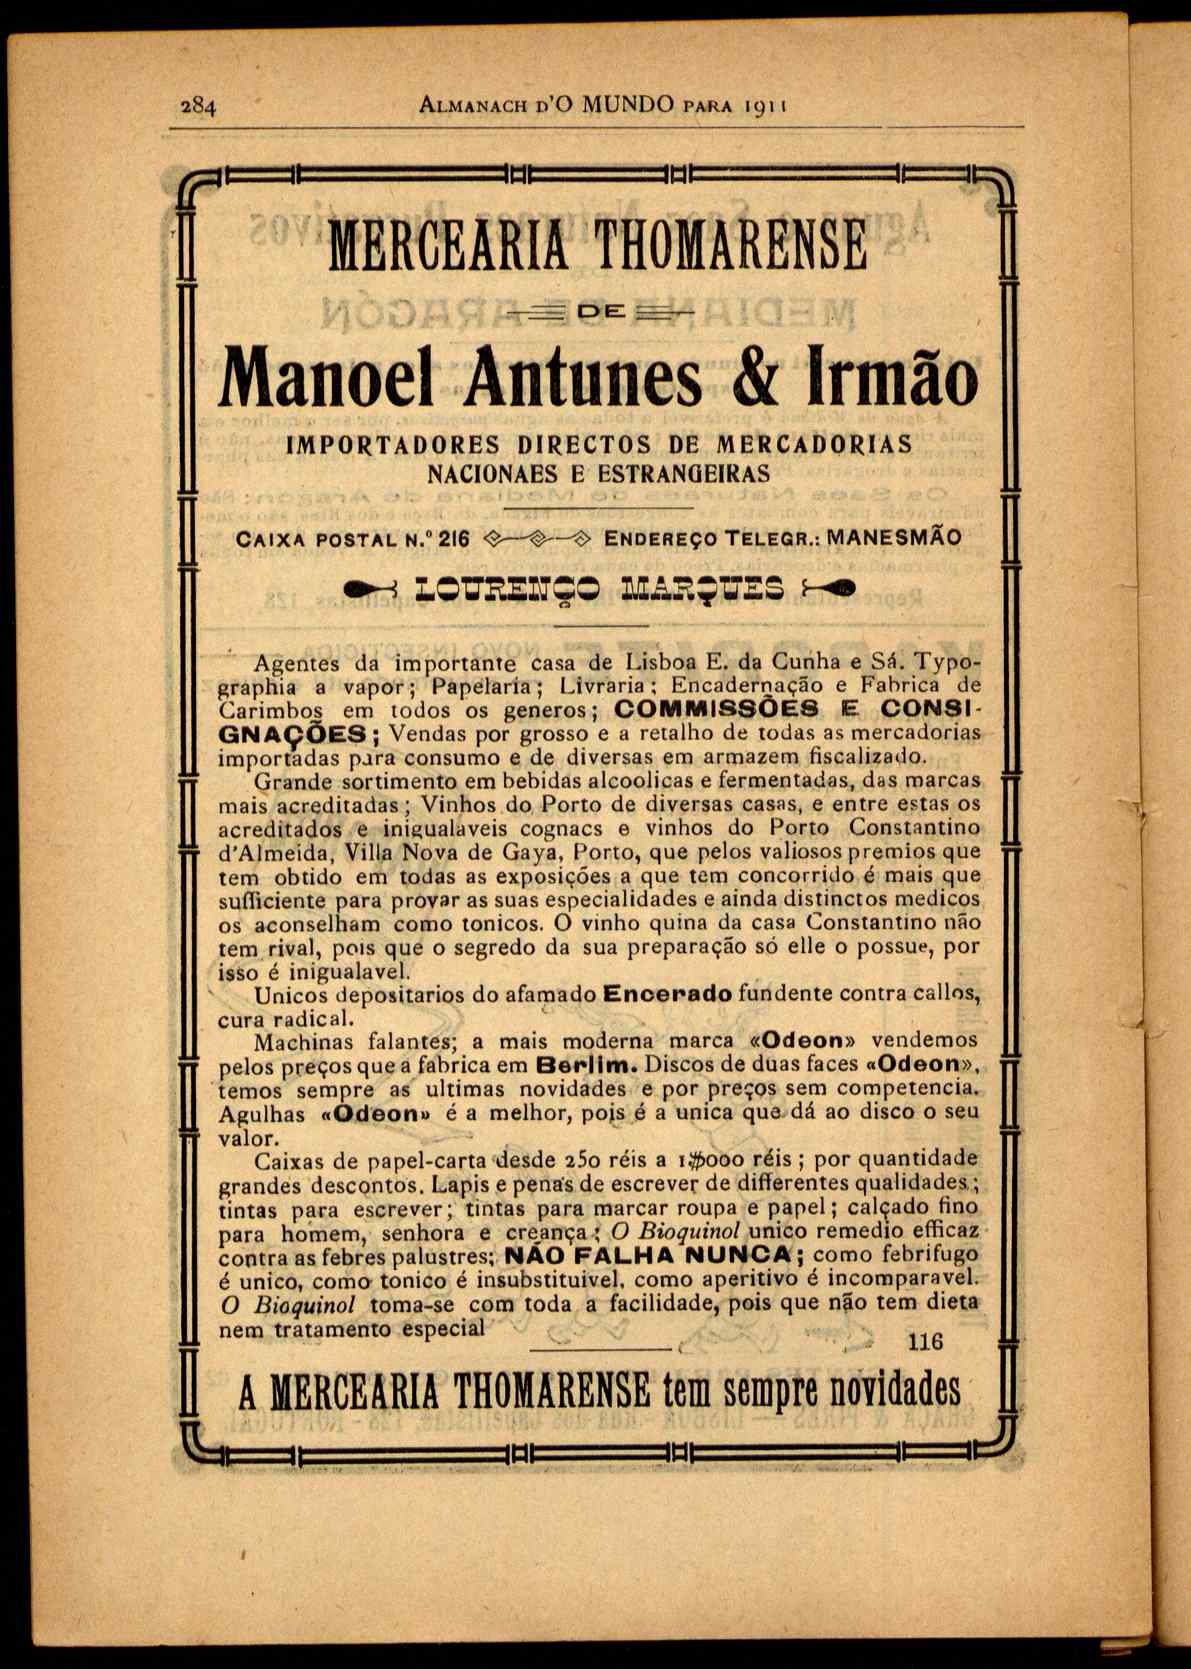 284
ALMANACH D'O MUNDO PARA 1911
MERCEARIA THOMARENSE
DE
Manoel Antunes & Irmão
IMPORTADORES DIRECTOS DE MERCADORIAS
NACIONAES E ESTRANGEIRAS
CAIXA POSTAL N.º 216 ENDEREÇO TELEGR.: MANESMÃO
LOURENÇO MARQUES
Agentes da importante casa de Lisboa E. da Cunha e Sá. Typo-
graphia a vapor; Papelaria; Livraria; Encadernação e Fabrica de
Carimbos em todos os generos; COMMISSÕES E CONSI-
GNAÇÕES; Vendas por grosso e a retalho de todas as mercadorias
importadas para consumo e de diversas em armazem fiscalizado.
Grande sortimento em bebidas alcoolicas e fermentadas, das marcas
mais acreditadas; Vinhos do Porto de diversas casas, e entre estas os
acreditados e inigualaveis cognacs e vinhos do Porto Constantino
d'Almeida, Villa Nova de Gaya, Porto, que pelos valiosos premios que
tem obtido em todas as exposições a que tem concorrido é mais que
sufficiente para provar as suas especialidades e ainda distinctos medicos
os aconselham como tonicos. O vinho quina da casa Constantino não
tem rival, pois que o segredo da sua preparação só elle o possue, por
isso é inigualavel.
Unicos depositarios do afamado Encerado fundente contra callos,
cura radical.
Machinas falantes; a mais moderna marca «Odeon» vendemos
pelos preços que a fabrica em Berlim. Discos de duas faces «Odeon»,
temos sempre as ultimas novidades e por preços sem competencia.
Agulhas «Odeon» é a melhor, pois é a unica que dá ao disco o seu
valor.
Caixas de papel-carta desde 250 réis a 1$000 réis; por quantidade
grandes descontos. Lapis e penas de escrever de differentes qualidades;
tintas para escrever; tintas para marcar roupa e papel; calçado fino
para homem, senhora e creança; O Bioquinol unico remedio efficaz
contra as febres palustres; NÃO FALHA NUNCA; como febrifugo
é unico, como tonico é insubstituivel, como aperitivo é incomparavel.
O Bioquinol toma-se com toda a facilidade, pois que não tem dieta
nem tratamento especial
116
A MERCEARIA THOMARENSE tem sempre novidades